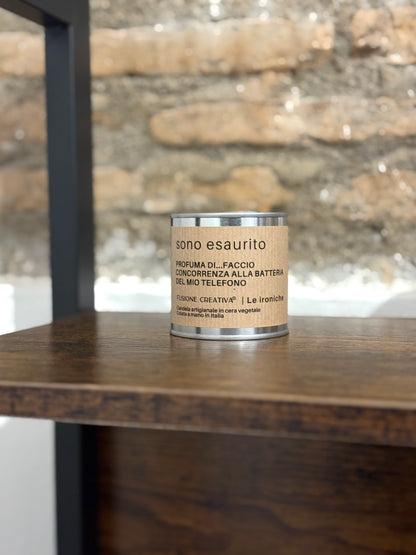 sono esaurito
PROFUMA DI...FACCIO
CONCORRENZA ALLA BATTERIA
DEL MIO TELEFONO
FUSIONE CREATIVA® | Le ironiche
Candela artigianale in cera vegetale
Colata a mano in Italia